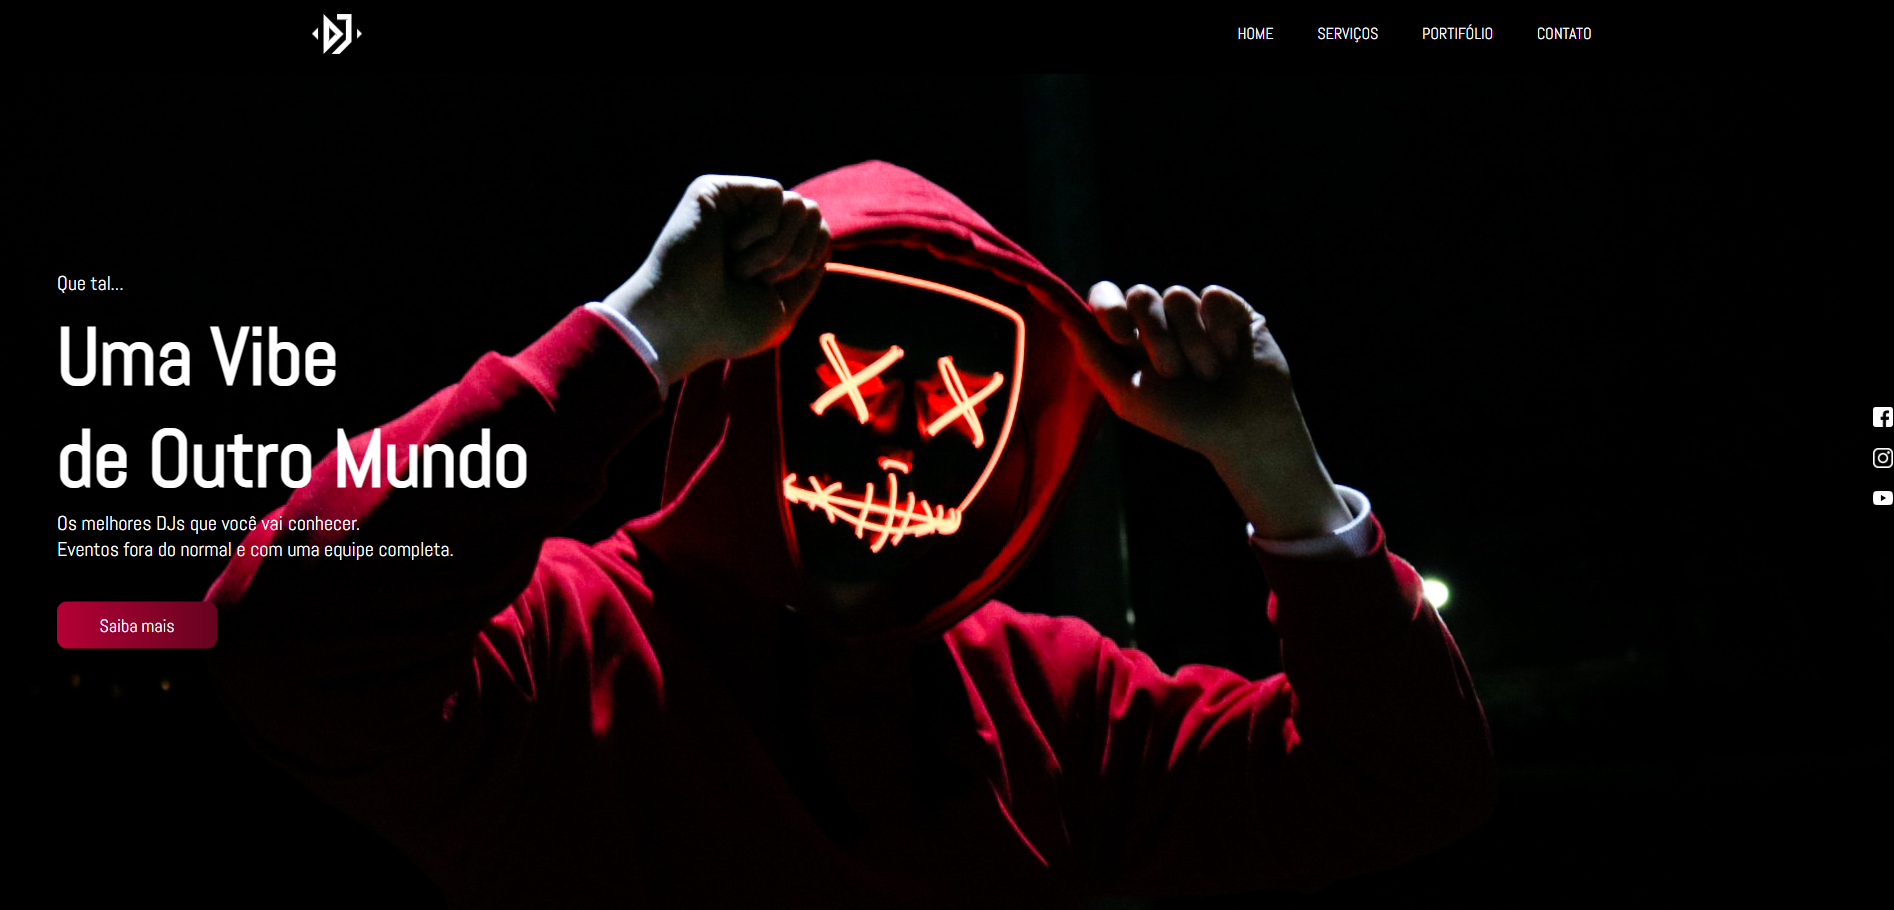 DJ
HOME SERVIÇOS PORTIFÓLIO CONTATO
Que tal...
Uma Vibe
de Outro Mundo
Os melhores DJs que você vai conhecer.
Eventos fora do normal e com uma equipe completa.
Saiba mais